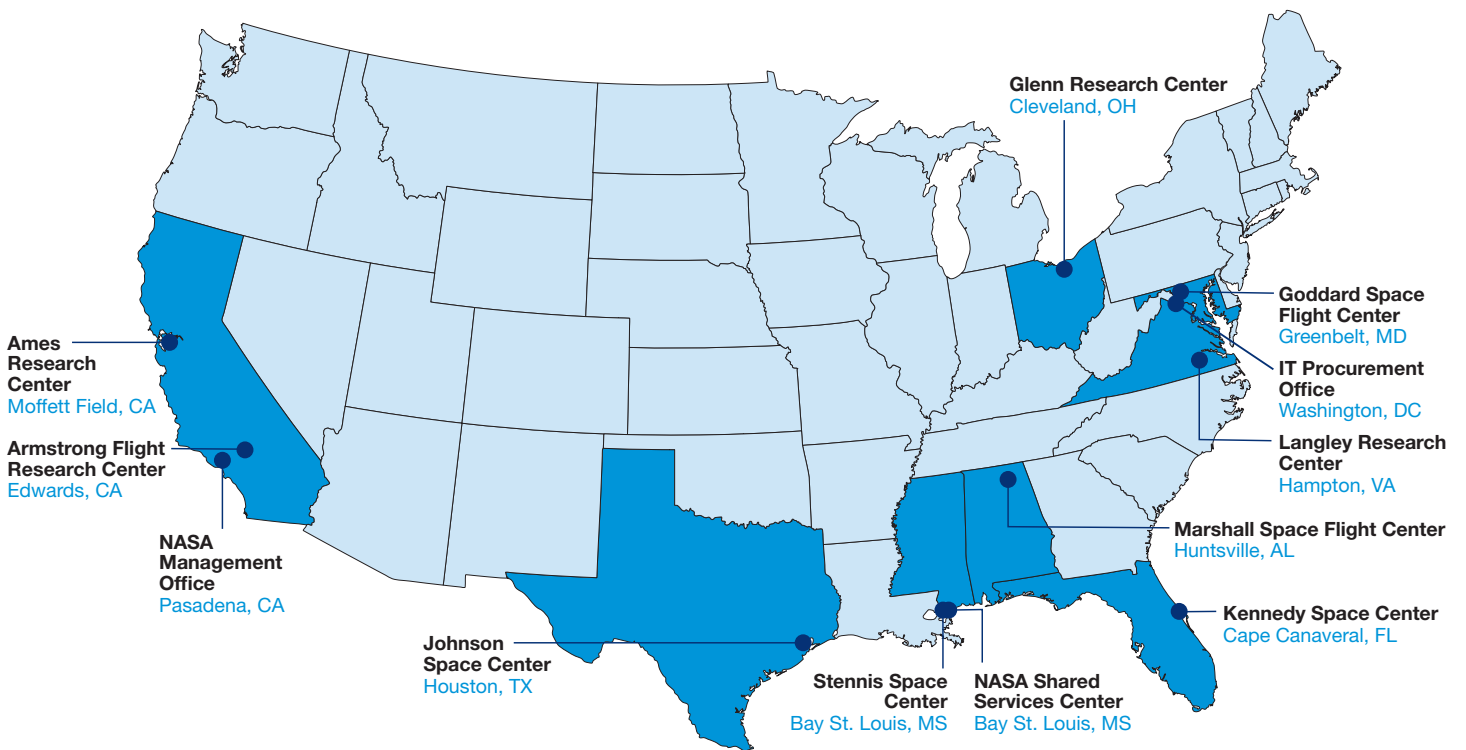 Glenn Research Center
Cleveland, OH
Goddard Space
Flight Center
Greenbelt, MD
IT Procurement
Office
Washington, DC
Langley Research
Center
Hampton, VA
Marshall Space Flight Center
Huntsville, AL
Kennedy Space Center
Cape Canaveral, FL
Ames
Research
Center
Moffett Field, CA
Armstrong Flight
Research Center
Edwards, CA
NASA
Management
Office
Pasadena, CA
Johnson
Space Center
Houston, TX
Stennis Space
Center
Bay St. Louis, MS
NASA Shared
Services Center
Bay St. Louis, MS